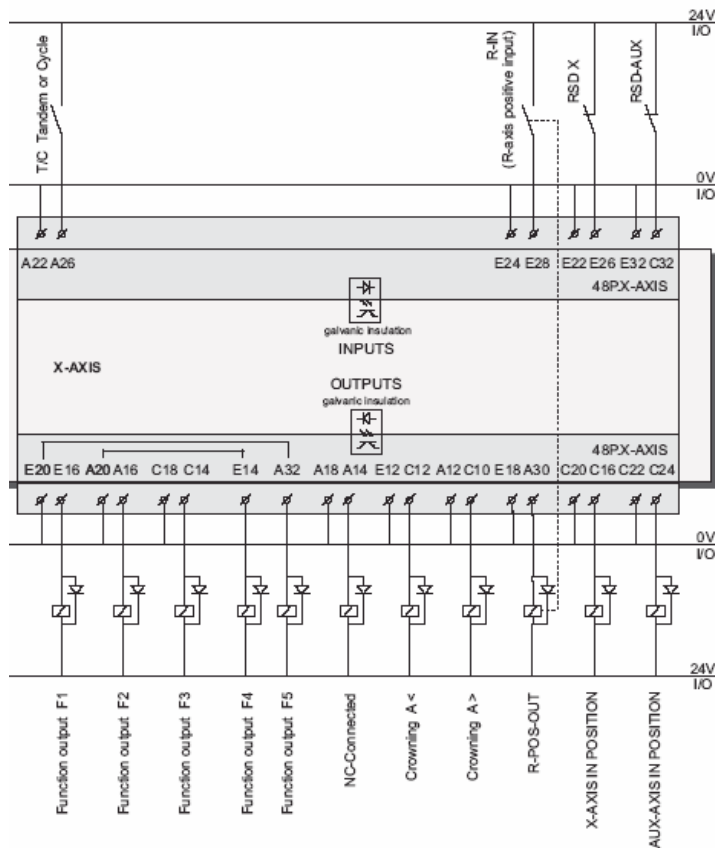 24V
I/O
T/C Tandem or Cycle
R-IN
(R-axis positive input)
RSD X
RSD-AUX
0V
I/O
A22 A26 E24 E28 E22 E26 E32 C32
48P.X-AXIS
galvanic insulation
INPUTS
X-AXIS
OUTPUTS
galvanic insulation
48P.X-AXIS
E20 E16 A20 A16 C18 C14 E14 A32 A18 A14 E12 C12 A12 C10 E18 A30 C20 C16 C22 C24
0V
I/O
24V
I/O
Function output F1
Function output F2
Function output F3
Function output F4
Function output F5
NC-Connected
Crowning A <
Crowning A >
R-POS-OUT
X-AXIS IN POSITION
AUX-AXIS IN POSITION